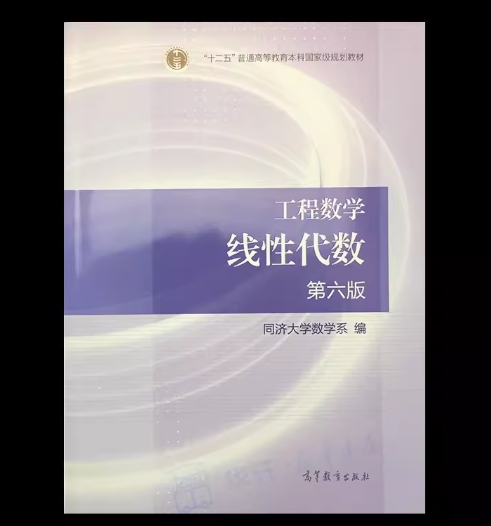 “十二五”普通高等教育本科国家级规划教材
工程数学
线性代数
第六版
同济大学数学系 编
高等教育出版社